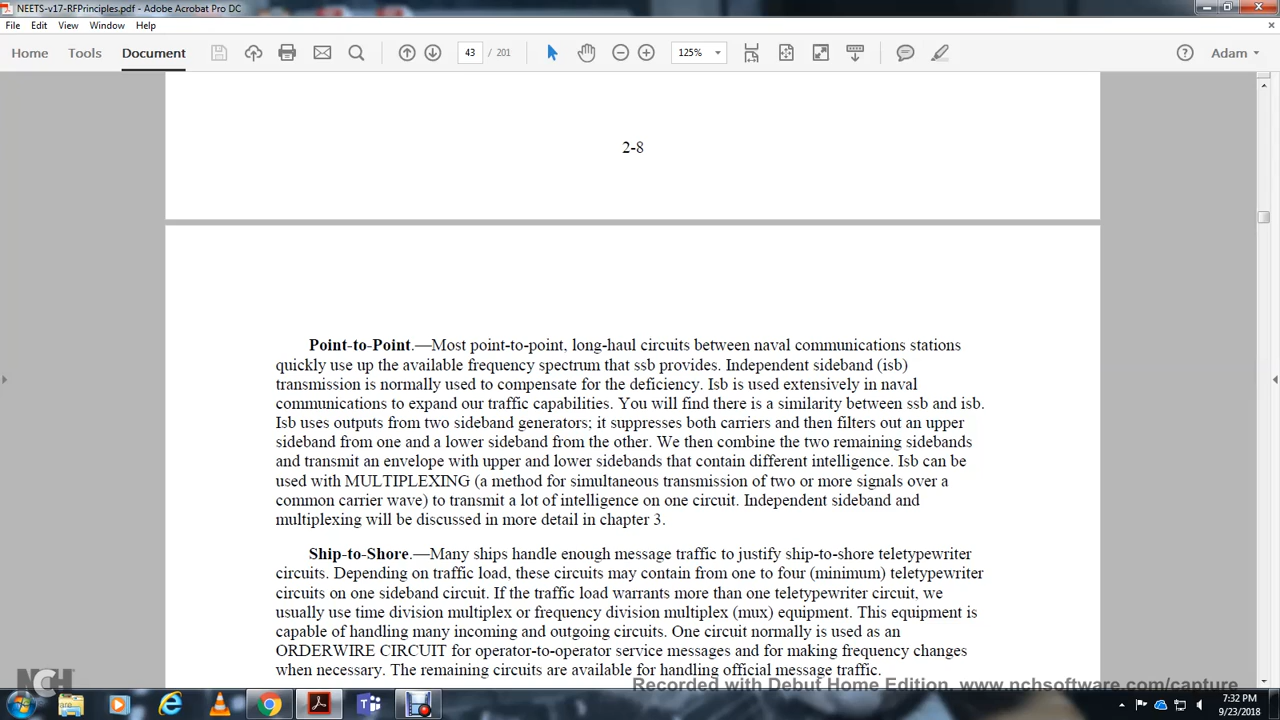 NEETS-v17-RFPrinciples.pdf - Adobe Acrobat Pro DC
File Edit View Window Help
Home Tools Document 43 / 201 125% Adam
2-8
Point-to-Point.—Most point-to-point, long-haul circuits between naval communications stations
quickly use up the available frequency spectrum that ssb provides. Independent sideband (isb)
transmission is normally used to compensate for the deficiency. Isb is used extensively in naval
communications to expand our traffic capabilities. You will find there is a similarity between ssb and isb.
Isb uses outputs from two sideband generators; it suppresses both carriers and then filters out an upper
sideband from one and a lower sideband from the other. We then combine the two remaining sidebands
and transmit an envelope with upper and lower sidebands that contain different intelligence. Isb can be
used with MULTIPLEXING (a method for simultaneous transmission of two or more signals over a
common carrier wave) to transmit a lot of intelligence on one circuit. Independent sideband and
multiplexing will be discussed in more detail in chapter 3.
Ship-to-Shore.—Many ships handle enough message traffic to justify ship-to-shore teletypewriter
circuits. Depending on traffic load, these circuits may contain from one to four (minimum) teletypewriter
circuits on one sideband circuit. If the traffic load warrants more than one teletypewriter circuit, we
usually use time division multiplex or frequency division multiplex (mux) equipment. This equipment is
capable of handling many incoming and outgoing circuits. One circuit normally is used as an
ORDERWIRE CIRCUIT for operator-to-operator service messages and for making frequency changes
when necessary. The remaining circuits are available for handling official message traffic.
NCH
Recorded with Debut Home Edition. www.nchsoftware.com/capture
7:32 PM
9/23/2018